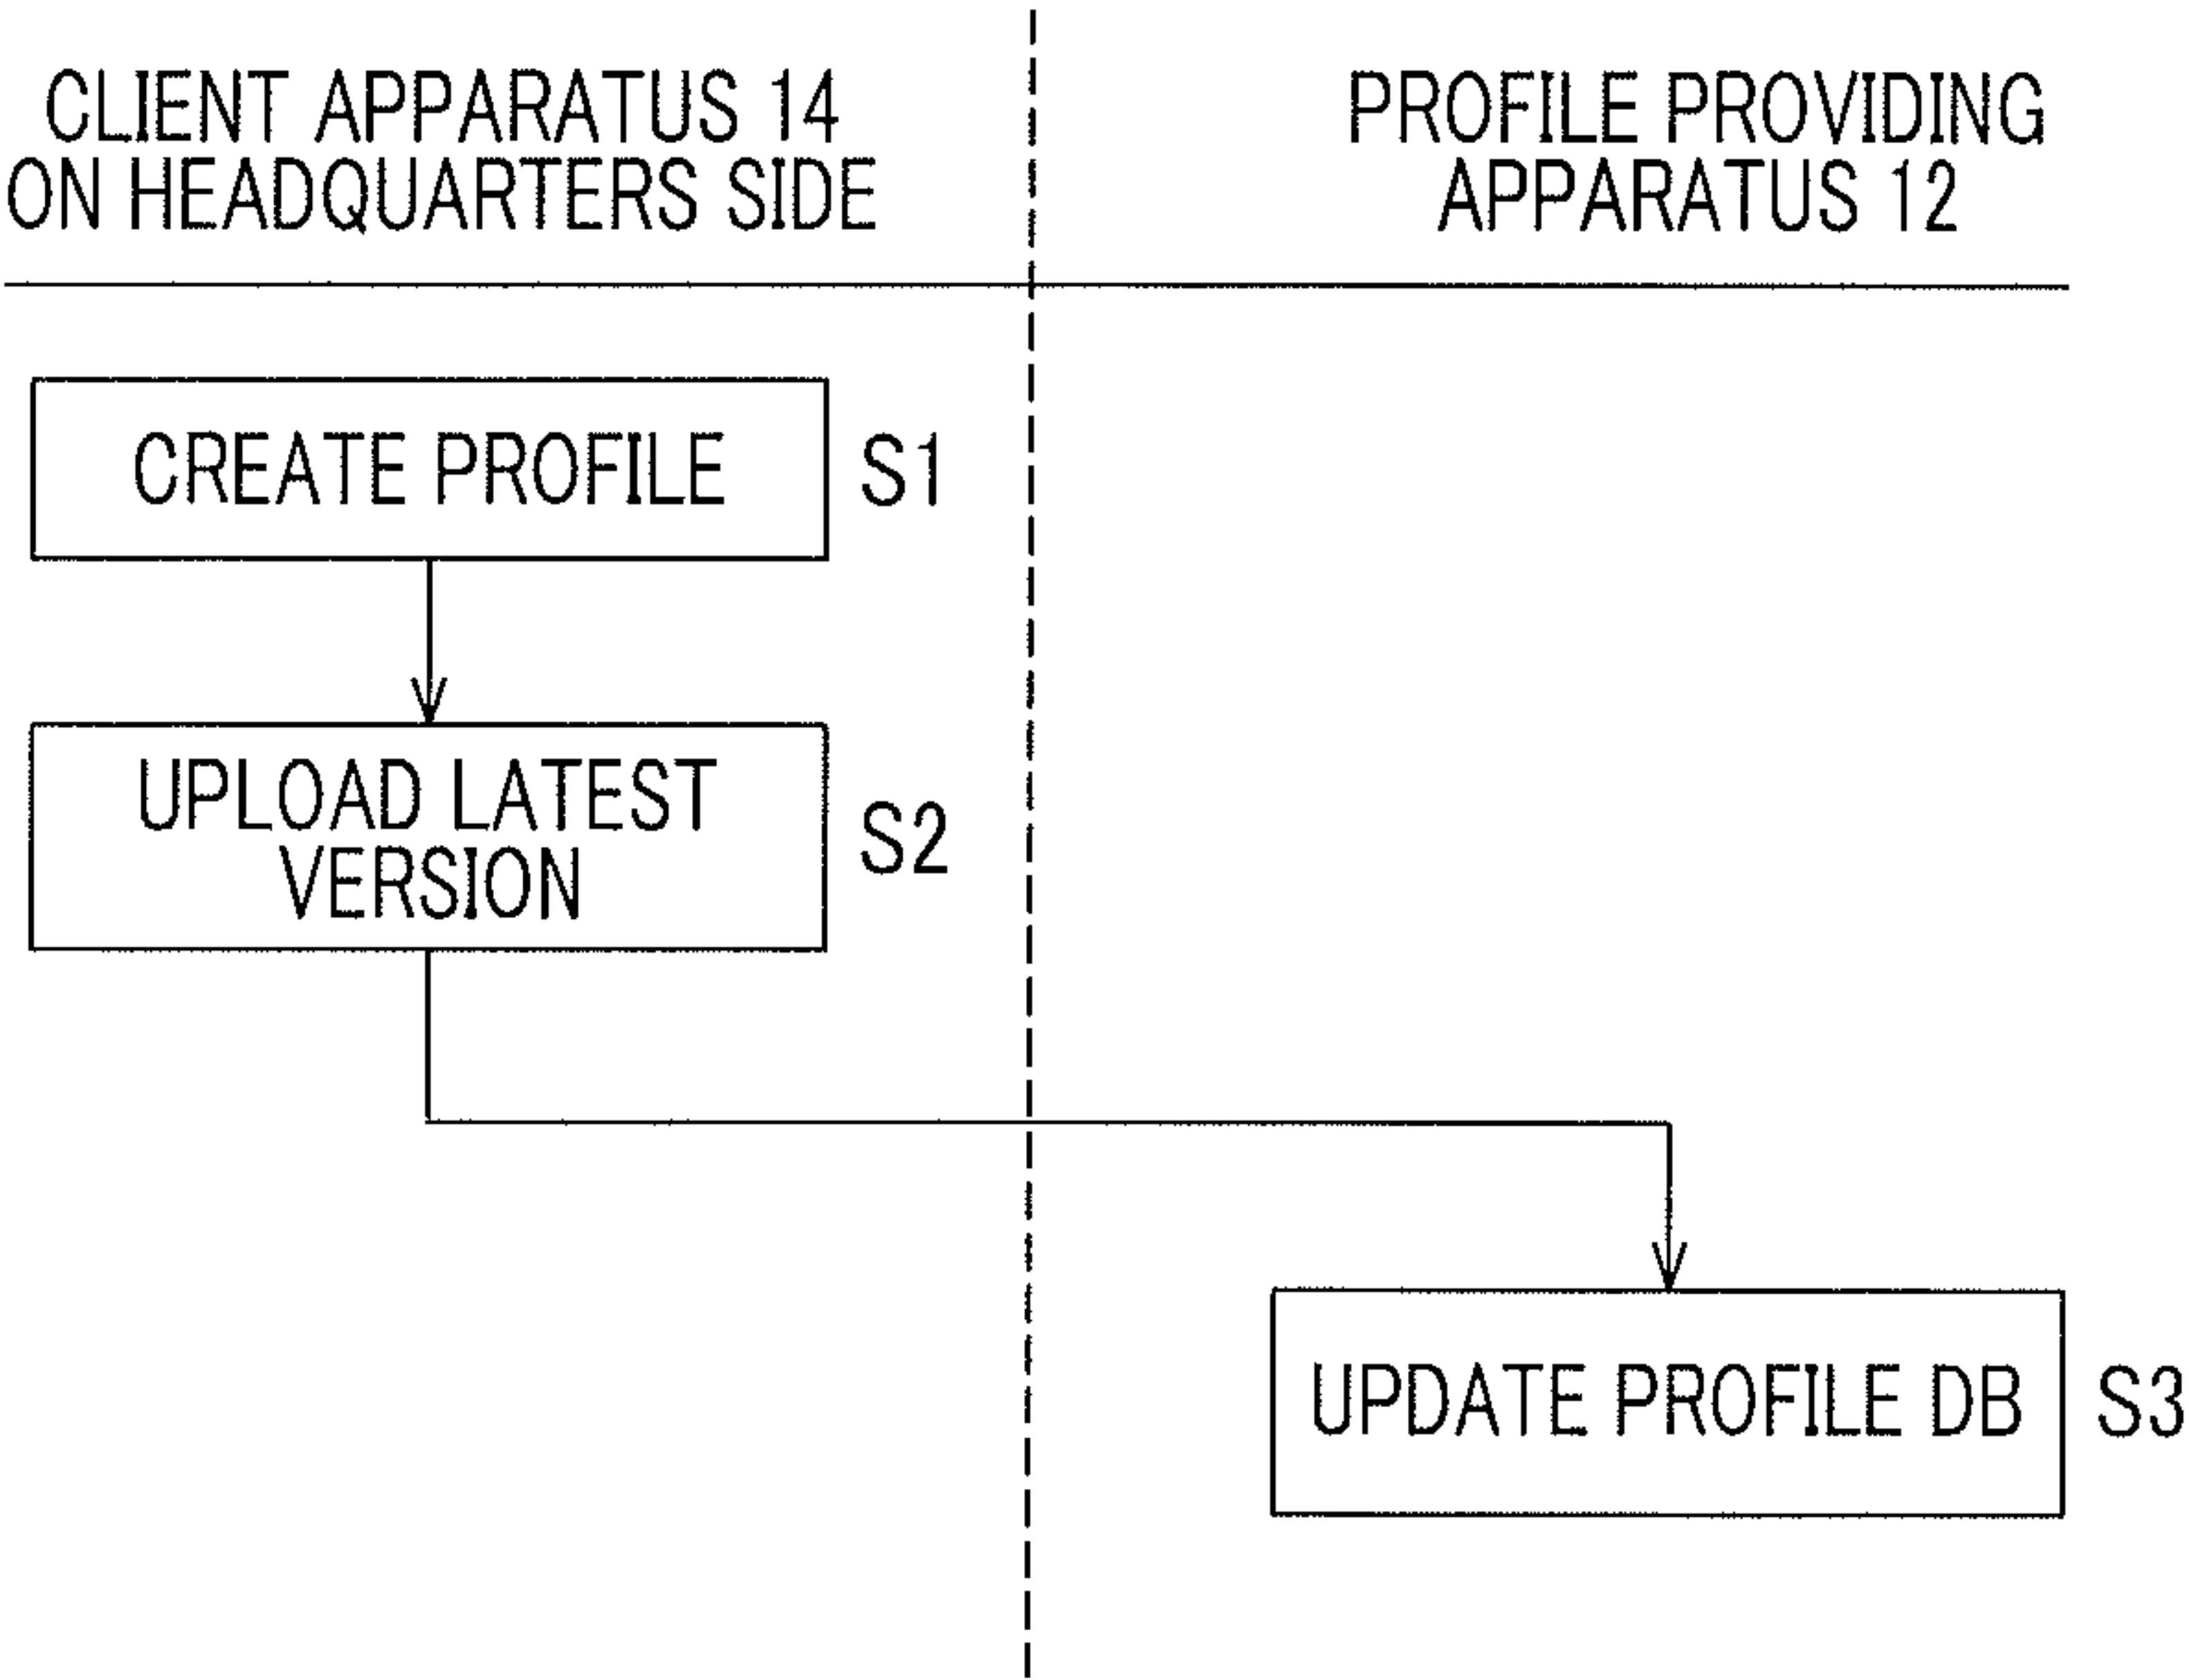 CLIENT APPARATUS 14
ON HEADQUARTERS SIDE
PROFILE PROVIDING
APPARATUS 12
CREATE PROFILE
S1
UPLOAD LATEST
VERSION
S2
UPDATE PROFILE DB
S3